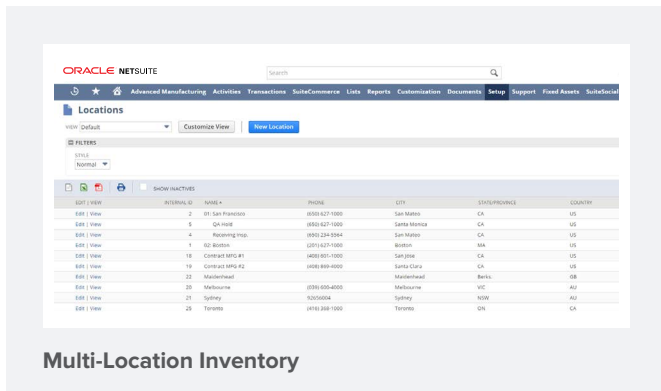 ORACLE NETSUITE
Search
Advanced Manufacturing Activities Transactions SuiteCommerce Lists Reports Customization Documents Setup Support Fixed Assets SuiteSocial
Locations
VIEW Default Customize View New Location
FILTERS
STYLE
Normal
SHOW INACTIVES
EDIT | VIEW INTERNAL ID NAME PHONE CITY STATE/PROVINCE COUNTRY
Edit | View 2 01: San Francisco (650) 627-1000 San Mateo CA US
Edit | View 5 QA Hold (650) 627-1000 Santa Monica CA US
Edit | View 4 Receiving Insp. (650) 234-5564 San Mateo CA US
Edit | View 1 02: Boston (201) 627-1000 Boston MA US
Edit | View 18 Contract MFG #1 (408) 601-1000 San Jose CA US
Edit | View 19 Contract MFG #2 (408) 800-4000 Santa Clara CA US
Edit | View 22 Maidenhead Maidenhead Berks GB
Edit | View 20 Melbourne (039) 600-4000 Melbourne VIC AU
Edit | View 21 Sydney 92656004 Sydney NSW AU
Edit | View 25 Toronto (416) 368-1000 Toronto ON CA
Multi-Location Inventory